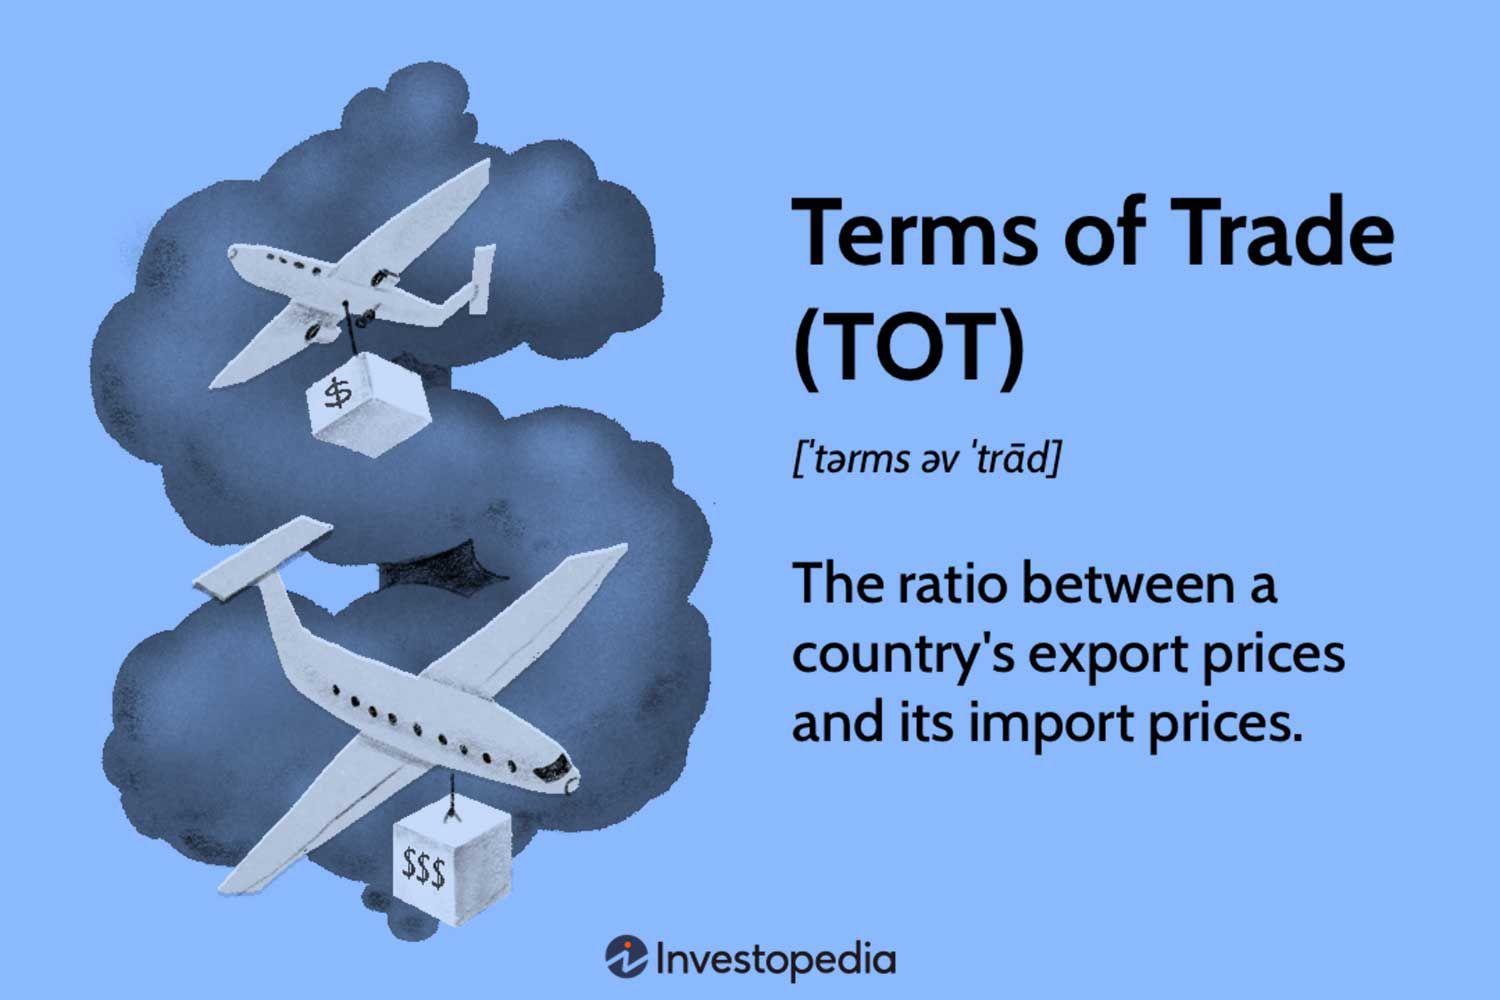 Terms of Trade
(TOT)
[ˈtərms əv ˈtrād]
The ratio between a
country's export prices
and its import prices.
$
$$$
Investopedia